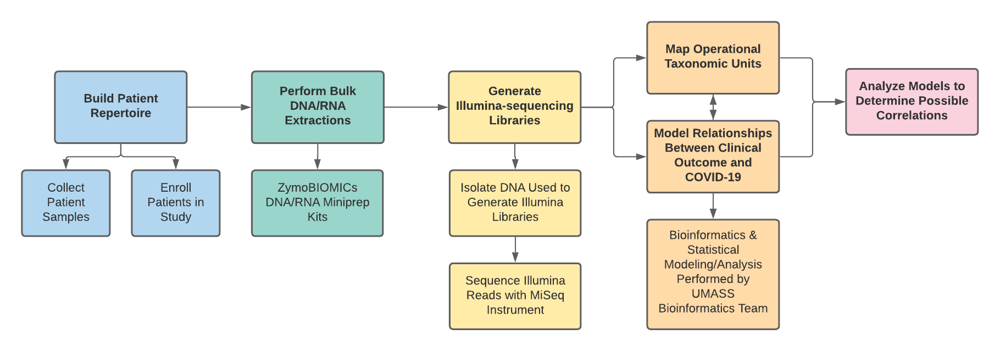 Build Patient
Repertoire
Collect
Patient
Samples
Enroll
Patients in
Study
Perform Bulk
DNA/RNA
Extractions
ZymoBIOMICs
DNA/RNA Miniprep
Kits
Generate
Illumina-sequencing
Libraries
Isolate DNA Used to
Generate Illumina
Libraries
Sequence Illumina
Reads with MiSeq
Instrument
Map Operational
Taxonomic Units
Model Relationships
Between Clinical
Outcome and
COVID-19
Bioinformatics &
Statistical
Modeling/Analysis
Performed by
UMASS
Bioinformatics Team
Analyze Models to
Determine Possible
Correlations